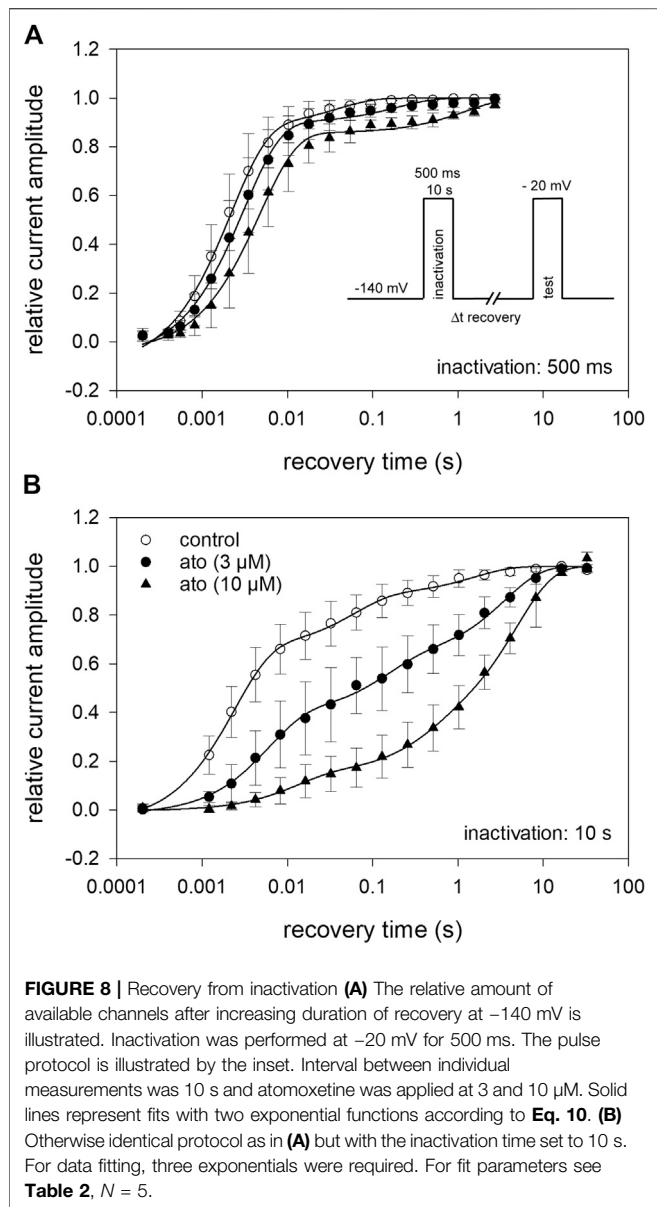 A
1.2
1.0
0.8
0.6
0.4
0.2
0.0
-0.2
relative current amplitude
500 ms
10 s
- 20 mV
inactivation
test
-140 mV
Δt recovery
inactivation: 500 ms
0.0001 0.001 0.01 0.1 1 10 100
recovery time (s)
B
1.2
1.0
0.8
0.6
0.4
0.2
0.0
-0.2
relative current amplitude
control
ato (3 µM)
ato (10 µM)
inactivation: 10 s
0.0001 0.001 0.01 0.1 1 10 100
recovery time (s)
FIGURE 8 | Recovery from inactivation (A) The relative amount of
available channels after increasing duration of recovery at −140 mV is
illustrated. Inactivation was performed at −20 mV for 500 ms. The pulse
protocol is illustrated by the inset. Interval between individual
measurements was 10 s and atomoxetine was applied at 3 and 10 µM. Solid
lines represent fits with two exponential functions according to Eq. 10. (B)
Otherwise identical protocol as in (A) but with the inactivation time set to 10 s.
For data fitting, three exponentials were required. For fit parameters see
Table 2, N = 5.